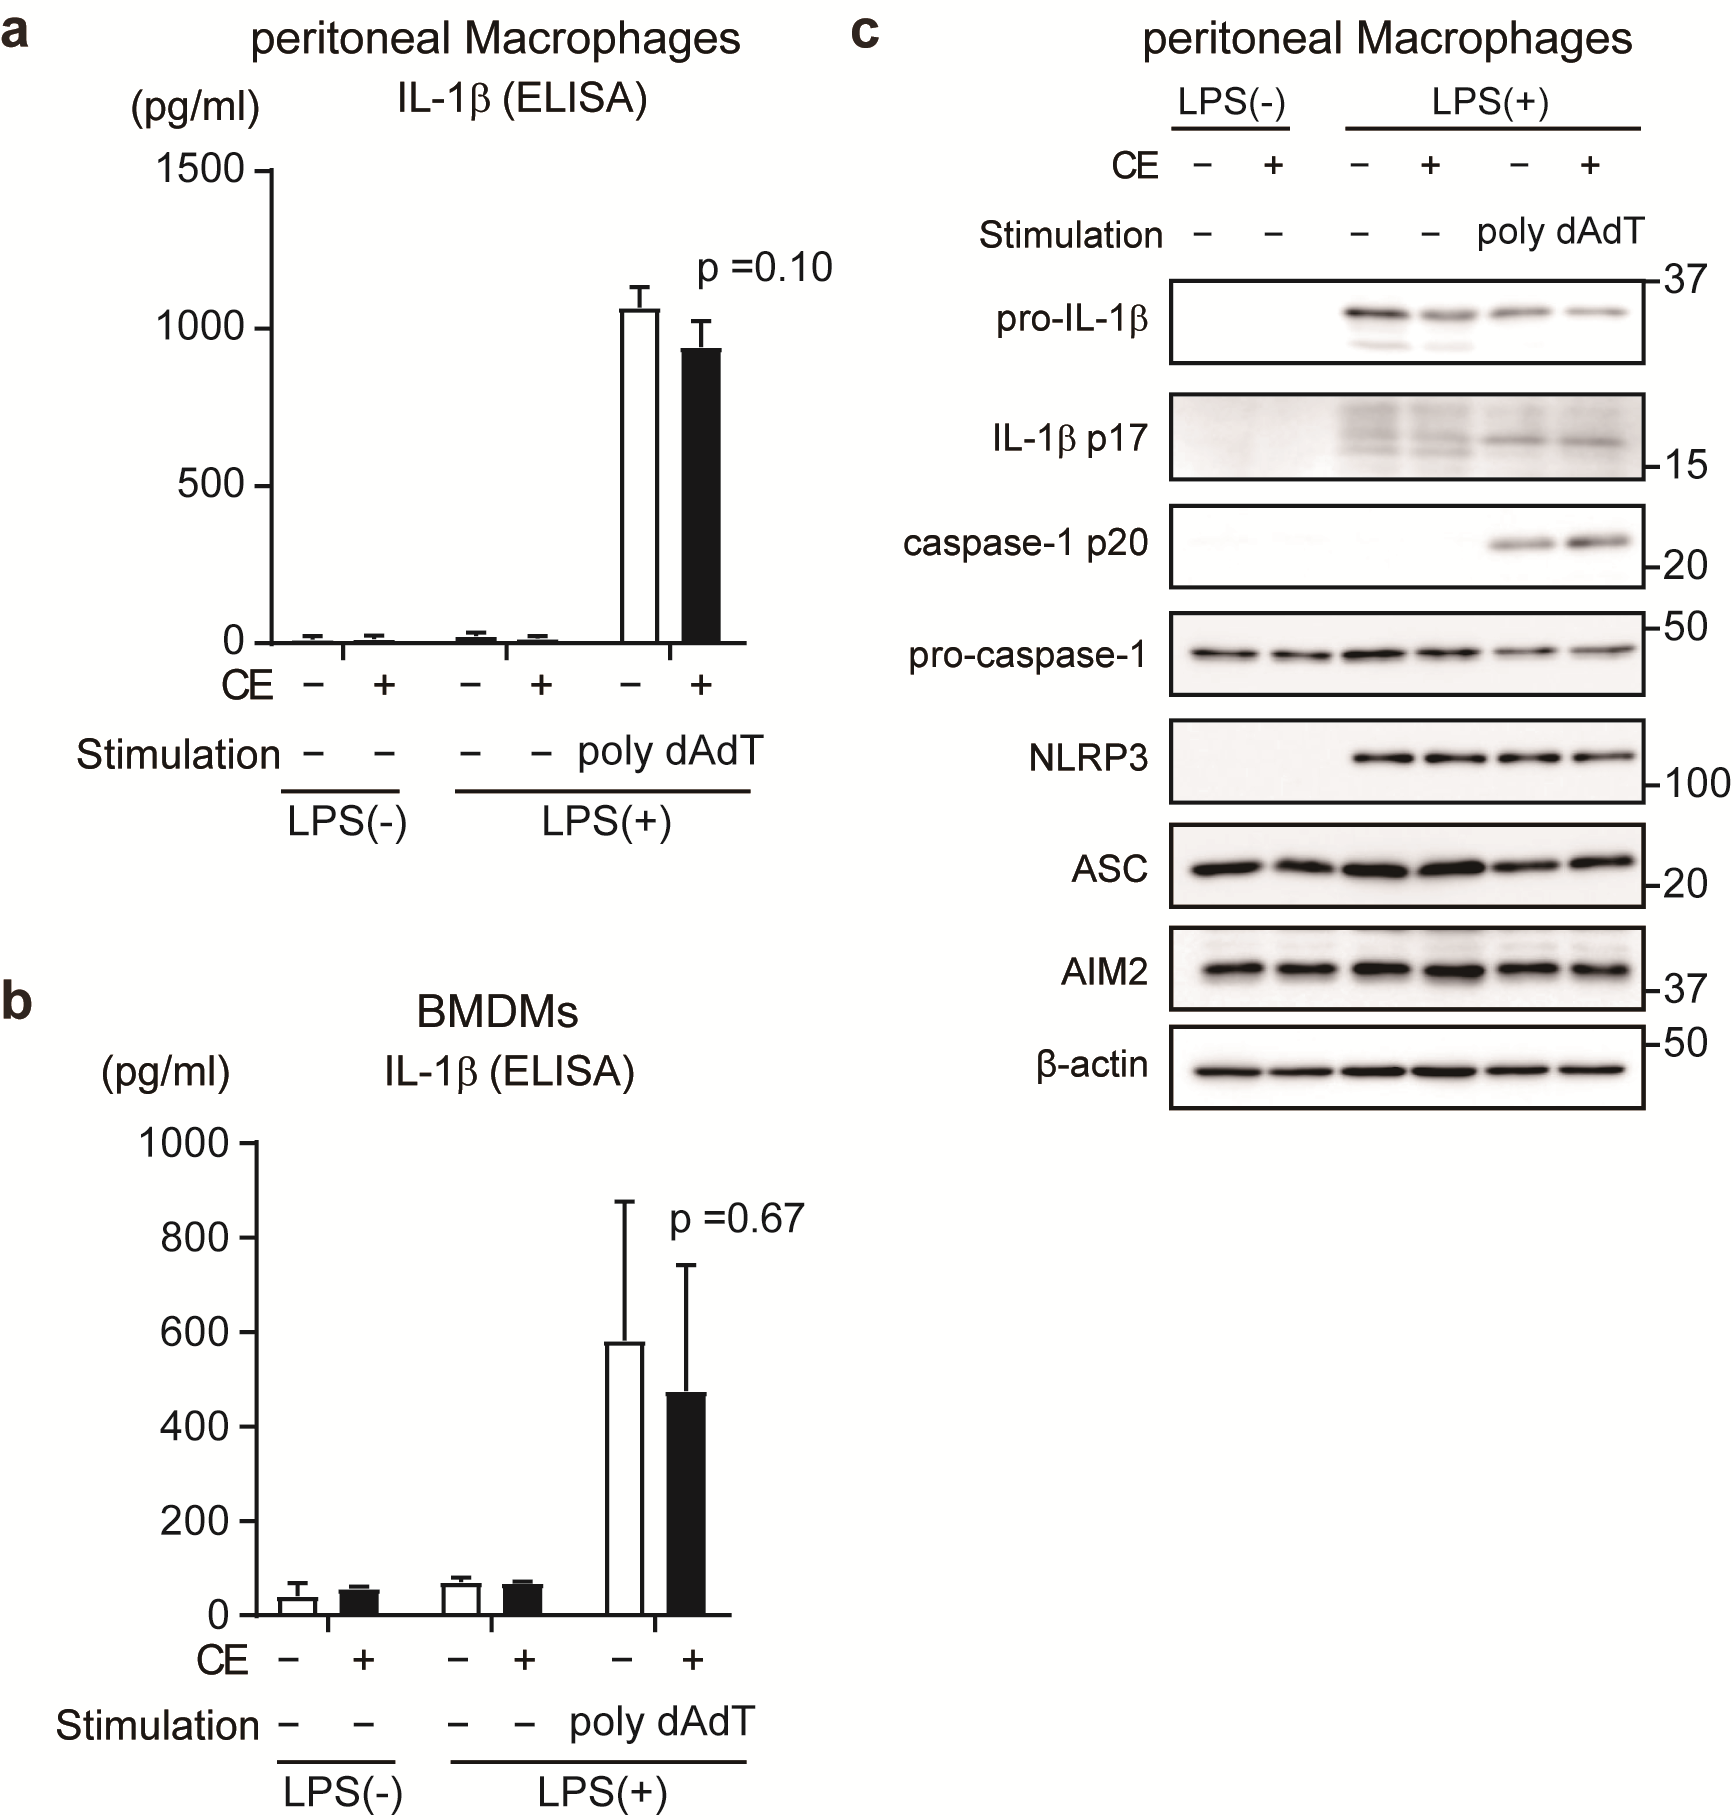 a
peritoneal Macrophages
IL-1β (ELISA)
(pg/ml)
1500
1000
500
0
p =0.10
CE − + − + − +
Stimulation − − − − poly dAdT
LPS(-) LPS(+)
b
BMDMs
IL-1β (ELISA)
(pg/ml)
1000
800
600
400
200
0
p =0.67
CE − + − + − +
Stimulation − − − − poly dAdT
LPS(-) LPS(+)
c
peritoneal Macrophages
LPS(-) LPS(+)
CE − + − + − +
Stimulation − − − − poly dAdT
pro-IL-1β 37
IL-1β p17 15
caspase-1 p20 20
pro-caspase-1 50
NLRP3 100
ASC 20
AIM2 37
β-actin 50